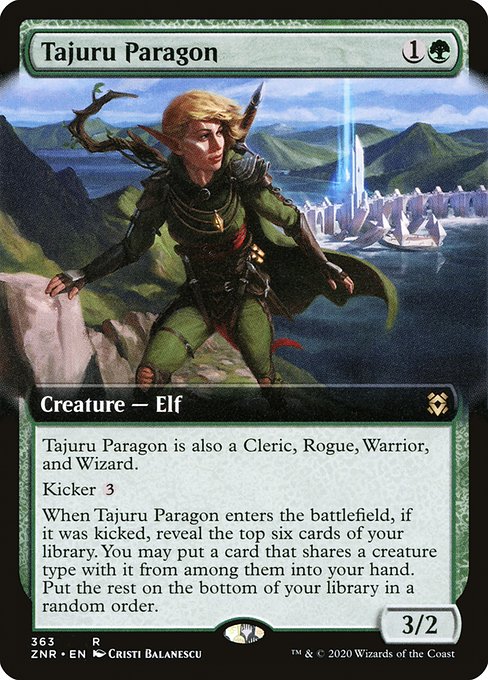 Tajuru Paragon 1
Creature — Elf
Tajuru Paragon is also a Cleric, Rogue, Warrior,
and Wizard.
Kicker 3
When Tajuru Paragon enters the battlefield, if
it was kicked, reveal the top six cards of your
library. You may put a card that shares a creature
type with it from among them into your hand.
Put the rest on the bottom of your library in a
random order.
3/2
363 R
ZNR • EN Cristi Balanescu
™ & © 2020 Wizards of the Coast